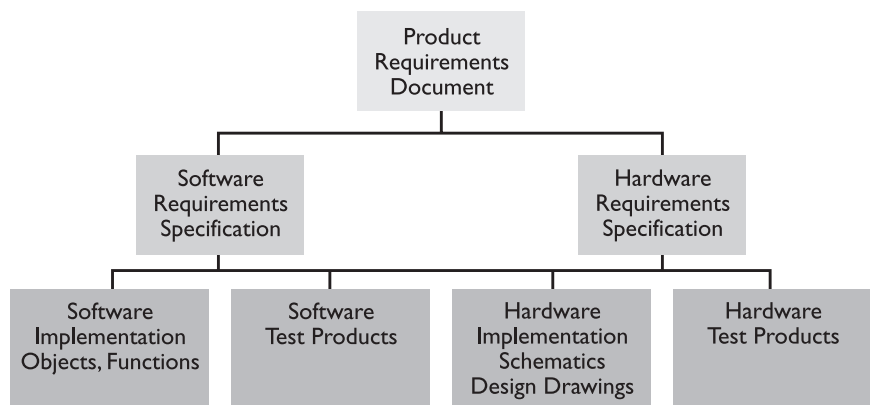 Product
Requirements
Document
Software
Requirements
Specification
Hardware
Requirements
Specification
Software
Implementation
Objects, Functions
Software
Test Products
Hardware
Implementation
Schematics
Design Drawings
Hardware
Test Products